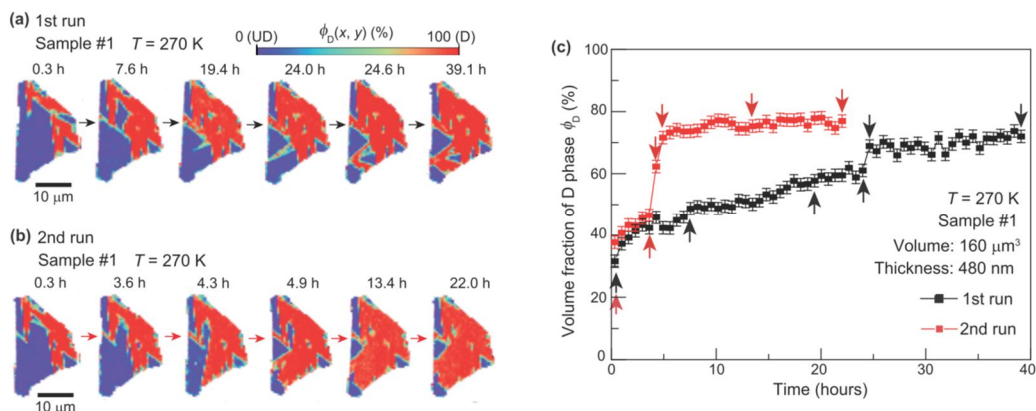 (a) 1st run
Sample #1 T = 270 K
0 (UD) ϕD(x, y) (%) 100 (D)
0.3 h 7.6 h 19.4 h 24.0 h 24.6 h 39.1 h
10 μm
(b) 2nd run
Sample #1 T = 270 K
0.3 h 3.6 h 4.3 h 4.9 h 13.4 h 22.0 h
10 μm
(c)
Volume fraction of D phase ϕD (%)
100
80
60
40
20
0
T = 270 K
Sample #1
Volume: 160 μm³
Thickness: 480 nm
1st run
2nd run
0 10 20 30 40
Time (hours)